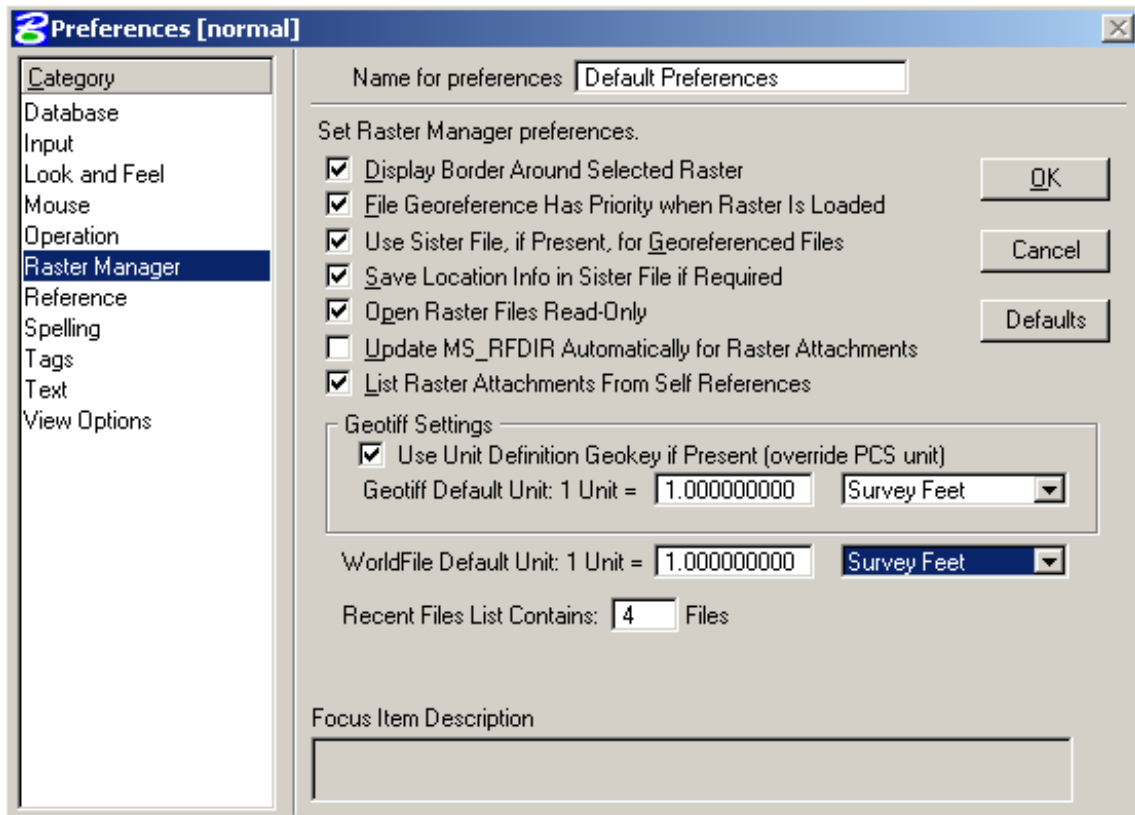 Preferences [normal]
Category
Database
Input
Look and Feel
Mouse
Operation
Raster Manager
Reference
Spelling
Tags
Text
View Options
Name for preferences Default Preferences
Set Raster Manager preferences.
Display Border Around Selected Raster
File Georeference Has Priority when Raster Is Loaded
Use Sister File, if Present, for Georeferenced Files
Save Location Info in Sister File if Required
Open Raster Files Read-Only
Update MS_RFDIR Automatically for Raster Attachments
List Raster Attachments From Self References
OK
Cancel
Defaults
Geotiff Settings
Use Unit Definition Geokey if Present (override PCS unit)
Geotiff Default Unit: 1 Unit = 1.000000000 Survey Feet
WorldFile Default Unit: 1 Unit = 1.000000000 Survey Feet
Recent Files List Contains: 4 Files
Focus Item Description